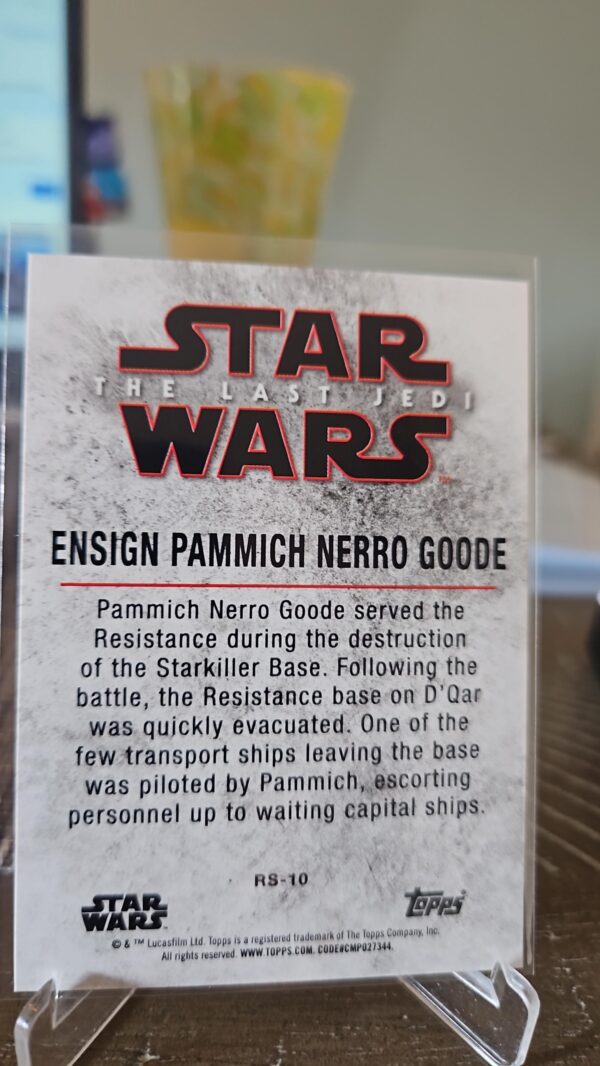 STAR
THE LAST JEDI
WARS
ENSIGN PAMMICH NERRO GOODE
Pammich Nerro Goode served the
Resistance during the destruction
of the Starkiller Base. Following the
battle, the Resistance base on D'Qar
was quickly evacuated. One of the
few transport ships leaving the base
was piloted by Pammich, escorting
personnel up to waiting capital ships.
RS-10
STAR
WARS
Topps
© & ™ Lucasfilm Ltd. Topps is a registered trademark of The Topps Company, Inc.
All rights reserved. WWW.TOPPS.COM. CODE#CMP027344.